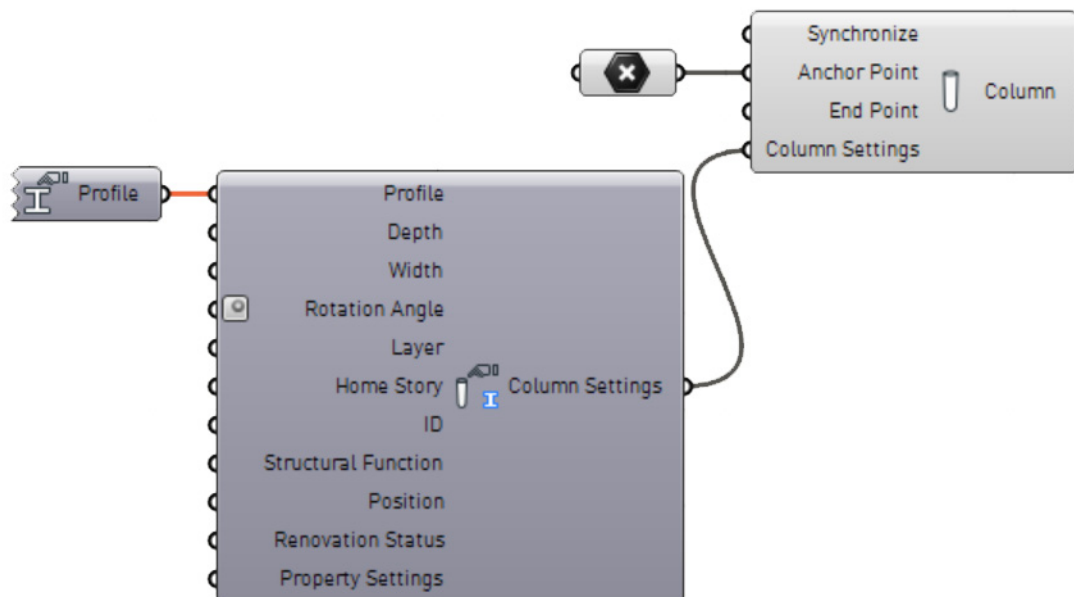 Synchronize
Anchor Point
End Point
Column Settings
Column
Profile
Profile
Depth
Width
Rotation Angle
Layer
Home Story
ID
Structural Function
Position
Renovation Status
Property Settings
Column Settings